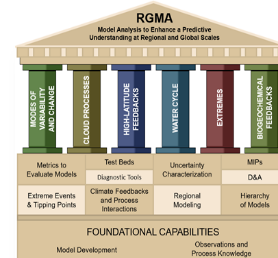 RGMA
Model Analysis to Enhance a Predictive
Understanding at Regional and Global Scales
MODES OF
VARIABILITY
AND CHANGE
CLOUD PROCESSES
HIGH-LATITUDE
FEEDBACKS
WATER CYCLE
EXTREMES
BIOGEOCHEMICAL
FEEDBACKS
Metrics to
Evaluate Models
Test Beds
Diagnostic Tools
Uncertainty
Characterization
MIPs
D&A
Extreme Events
& Tipping Points
Climate Feedbacks
and Process
Interactions
Regional
Modeling
Hierarchy
of Models
FOUNDATIONAL CAPABILITIES
Model Development
Observations and
Process Knowledge